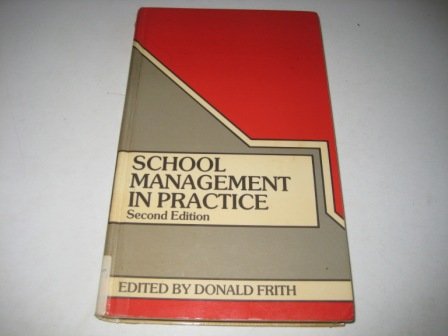 SCHOOL
MANAGEMENT
IN PRACTICE
Second Edition
EDITED BY DONALD FRITH